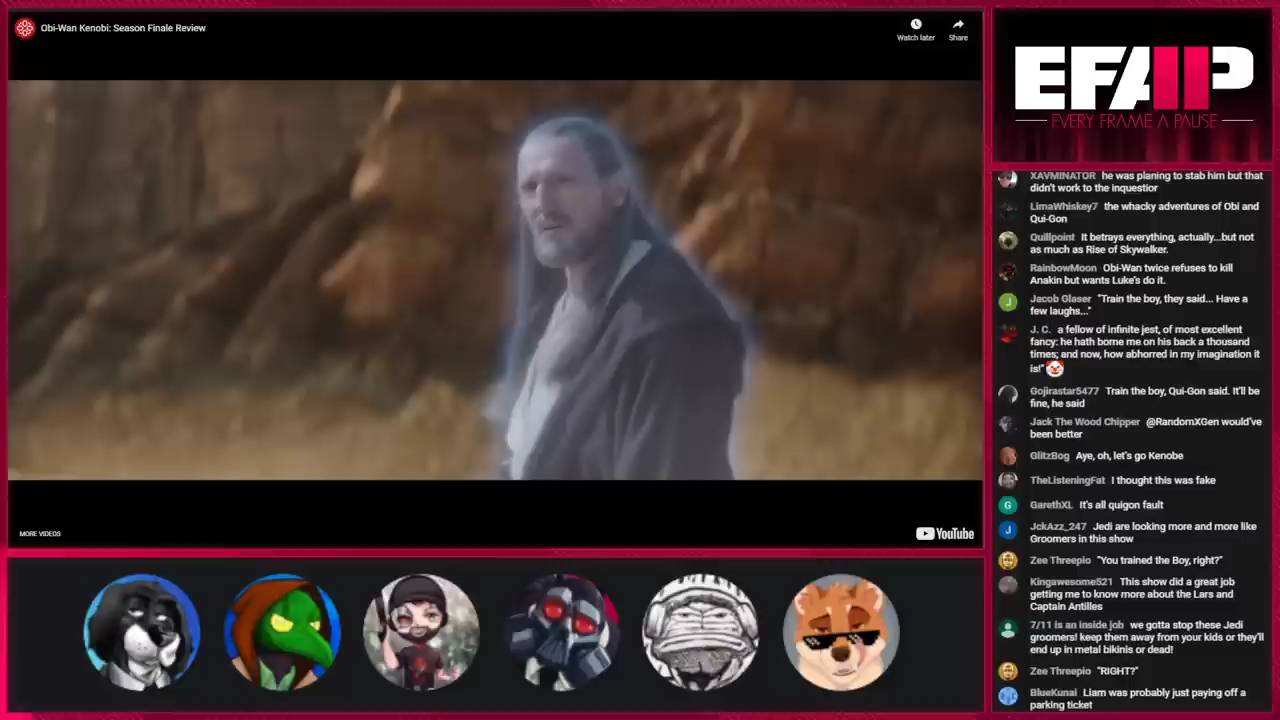 Obi-Wan Kenobi: Season Finale Review
Watch later
Share
MORE VIDEOS
YouTube
EFAP
EVERY FRAME A PAUSE
XAVMINATOR he was planing to stab him but that
didn't work to the inquestior
LimaWhiskey7 the whacky adventures of Obi and
Qui-Gon
Quillpoint It betrays everything, actually...but not
as much as Rise of Skywalker.
RainbowMoon Obi-Wan twice refuses to kill
Anakin but wants Luke's do it.
J
Jacob Glaser "Train the boy, they said... Have a
few laughs..."
J. C. a fellow of infinite jest, of most excellent
fancy: he hath borne me on his back a thousand
times; and now, how abhorred in my imagination it
is!"
Gojirastar5477 Train the boy, Qui-Gon said. It'll be
fine, he said
Jack The Wood Chipper @RandomXGen would've
been better
GlitzBog Aye, oh, let's go Kenobe
TheListeningFat I thought this was fake
G
GarethXL It's all quigon fault
J
JckAzz_247 Jedi are looking more and more like
Groomers in this show
Zee Threepio "You trained the Boy, right?"
Kingawesome521 This show did a great job
getting me to know more about the Lars and
Captain Antilles
7/11 is an inside job we gotta stop these Jedi
groomers! keep them away from your kids or they'll
end up in metal bikinis or dead!
Zee Threepio "RIGHT?"
BlueKunai Liam was probably just paying off a
parking ticket